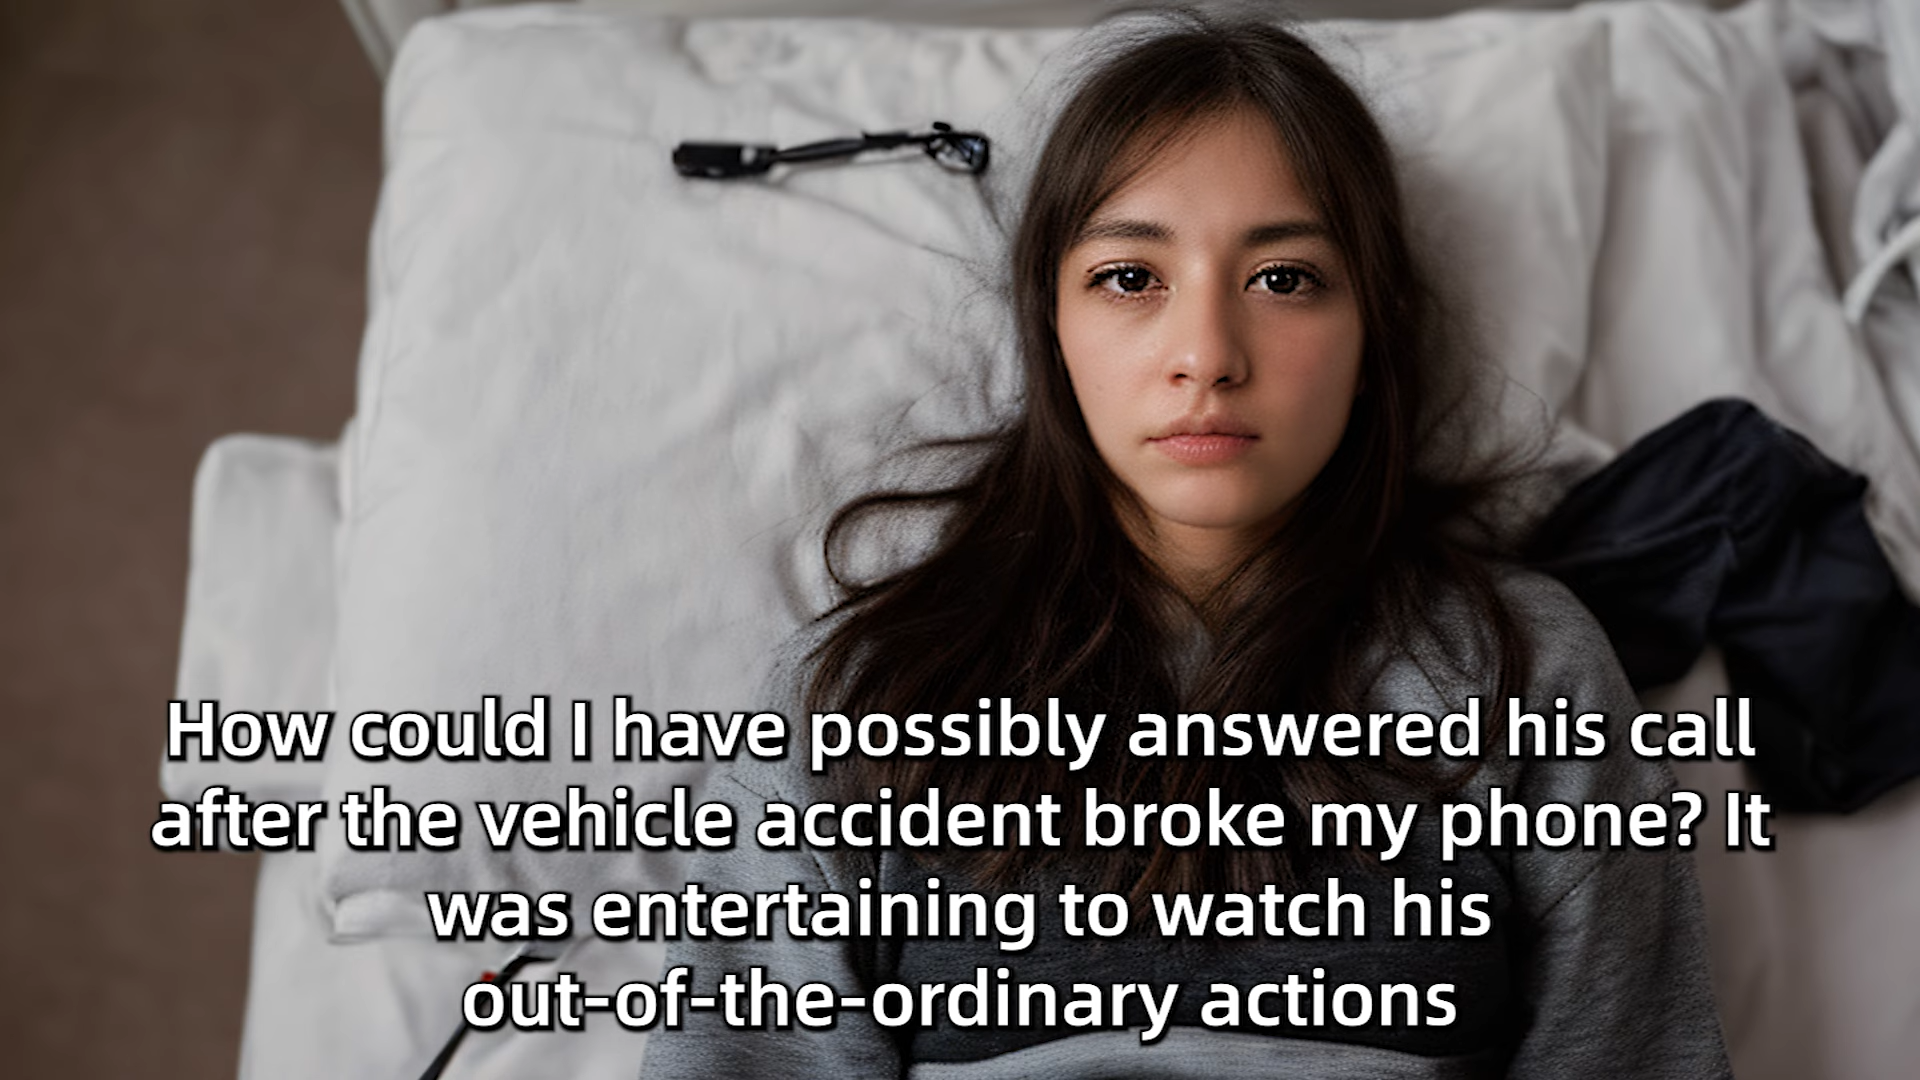 How could I have possibly answered his call
after the vehicle accident broke my phone? It
was entertaining to watch his
out-of-the-ordinary actions